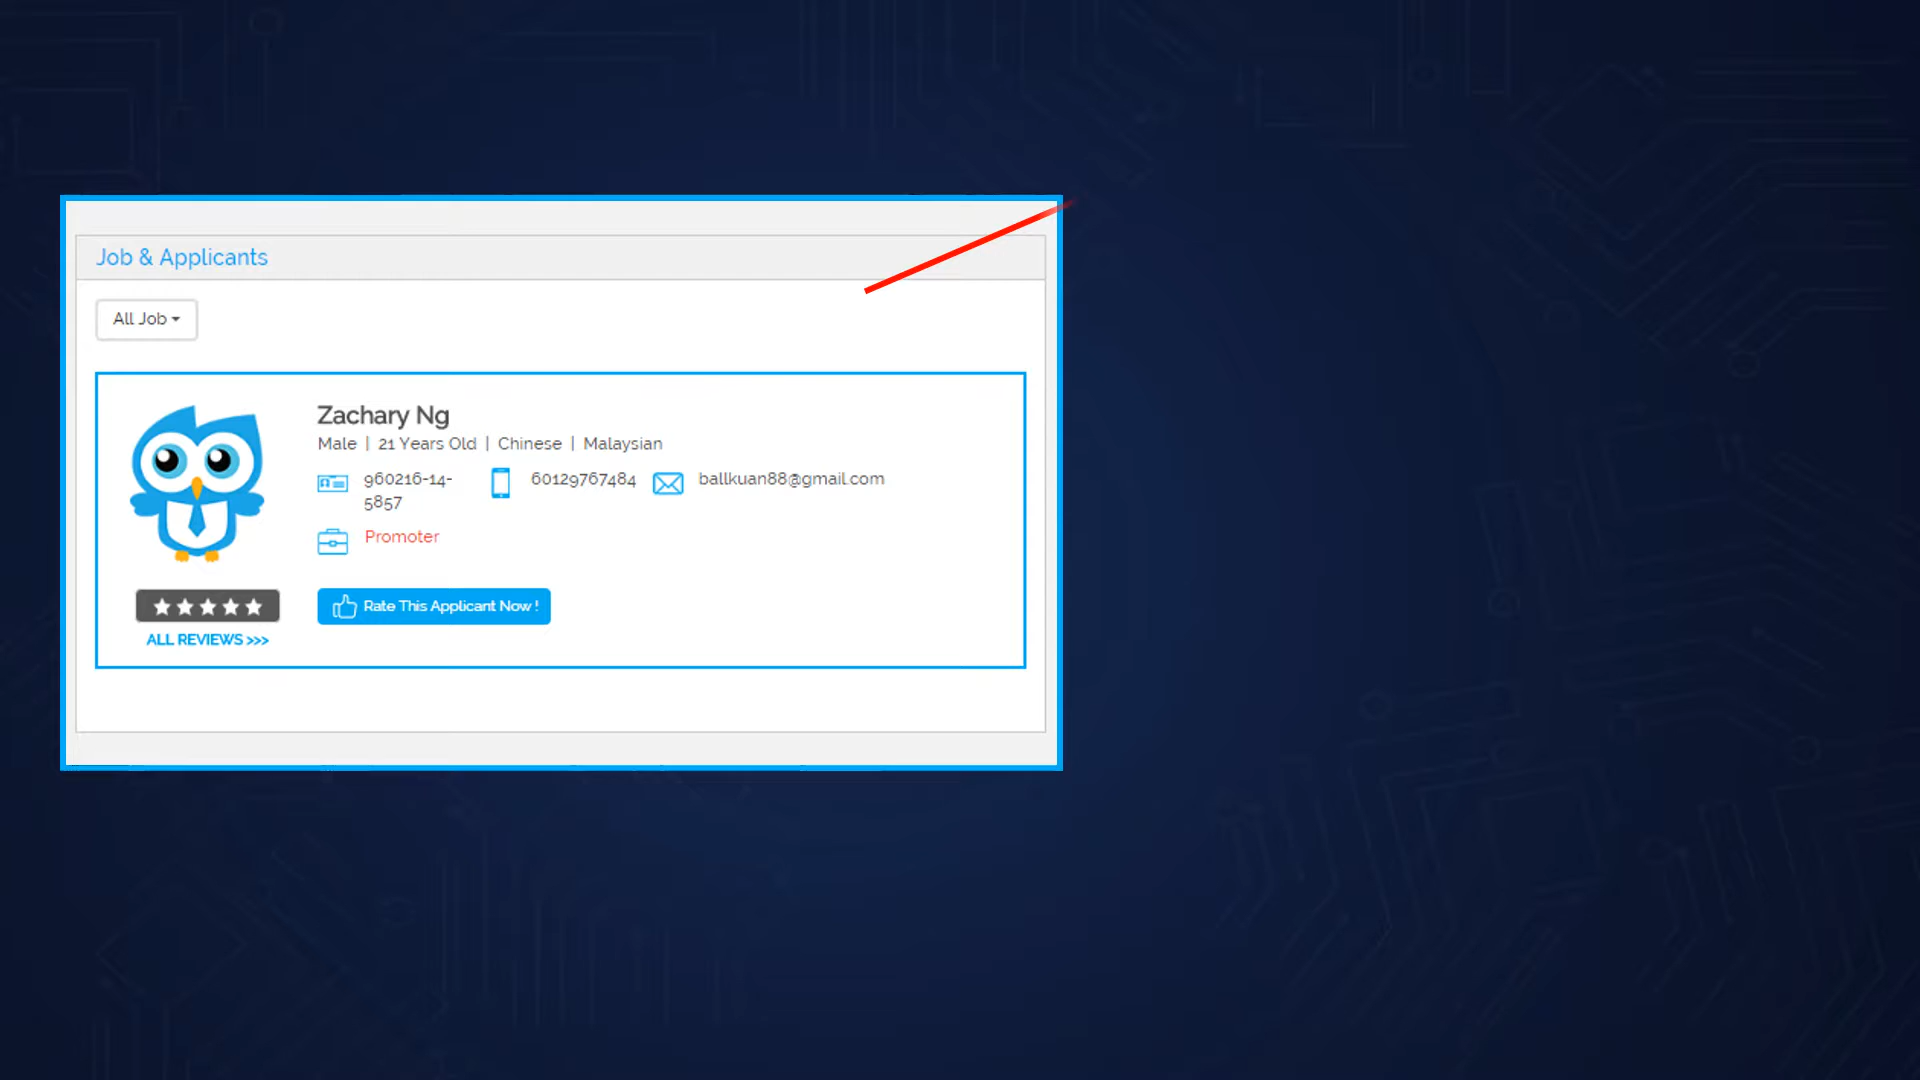 Job & Applicants
All Job
Zachary Ng
Male | 21 Years Old | Chinese | Malaysian
960216-14-
5857
60129767484
ballkuan88@gmail.com
Promoter
Rate This Applicant Now !
ALL REVIEWS >>>